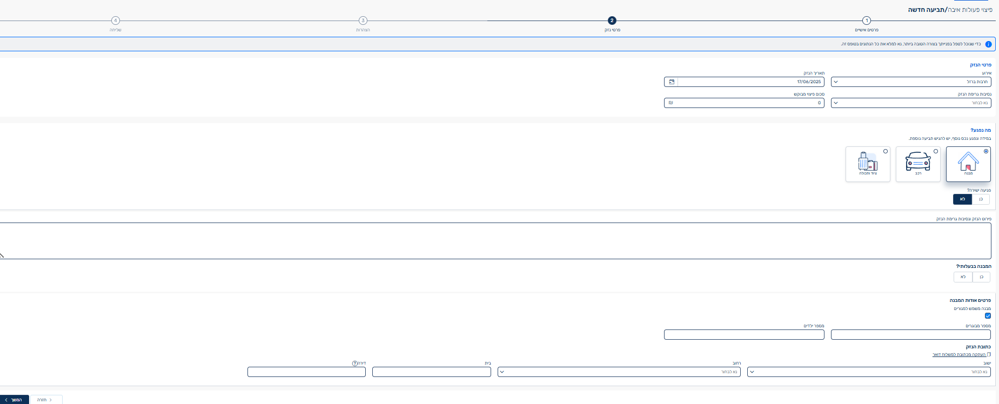 פיצוי פעולות איבה/תביעה חדשה
1 2 3 4
פרטים אישיים פרטי נזק הצהרות שליחה
כדי שנוכל לטפל בפנייתך בצורה הטובה ביותר, נא למלא את כל הנתונים בטופס זה.
פרטי הנזק
אירוע תאריך הנזק
חרבות ברזל 17/06/2025
נסיבות גרימת הנזק סכום פיצוי מבוקש
נא לבחור 0 ₪
מה נפגע?
במידה ונפגע נכס נוסף, יש להגיש תביעה נוספת.
מבנה רכב ציוד ותכולה
פגיעה ישירה?
כן לא
פירוט הנזק ונסיבות גרימת הנזק
המבנה בבעלותי?
כן לא
פרטים אודות המבנה
מבנה משמש למגורים
מספר מבוגרים מספר ילדים
כתובת הנזק
העתקה מכתובת למשלוח דואר
ישוב רחוב בית דירה ?
נא לבחור נא לבחור
חזרה המשך